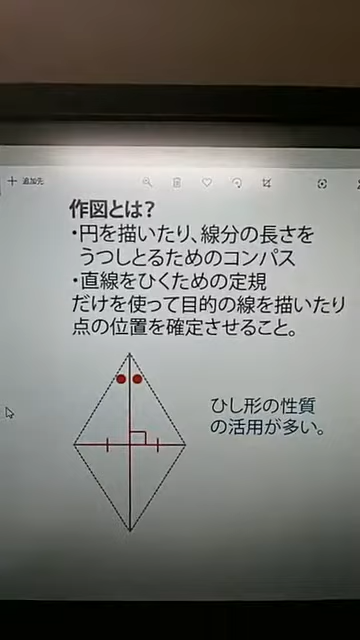 追加先
作図とは?
・円を描いたり、線分の長さを
うつしとるためのコンパス
・直線をひくための定規
だけを使って目的の線を描いたり
点の位置を確定させること。
ひし形の性質
の活用が多い。